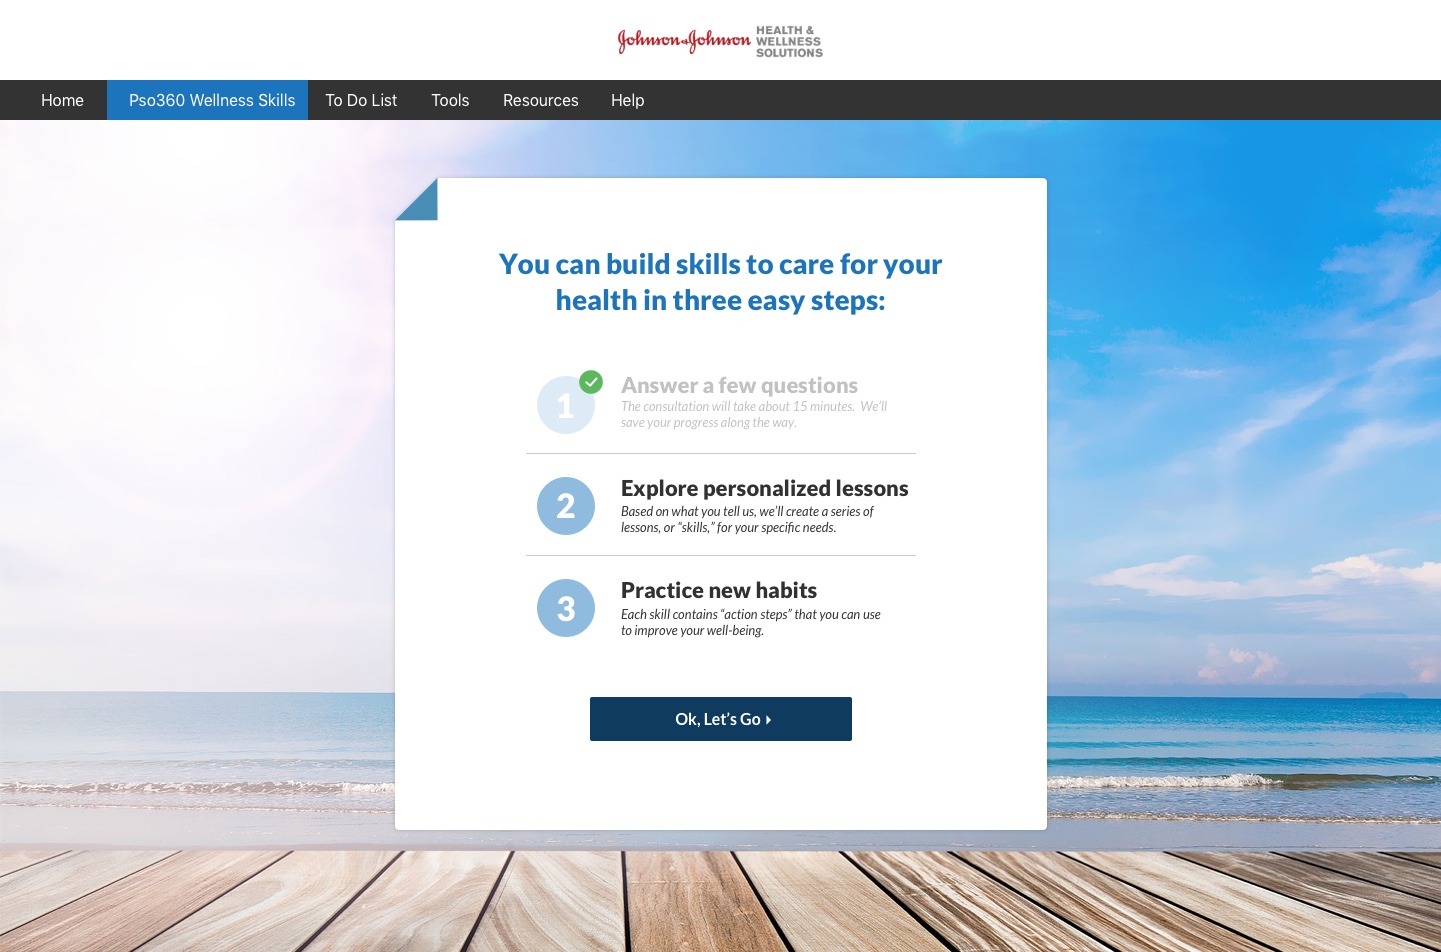 Johnson & Johnson HEALTH &
WELLNESS
SOLUTIONS
Home Pso360 Wellness Skills To Do List Tools Resources Help
You can build skills to care for your
health in three easy steps:
1 Answer a few questions
The consultation will take about 15 minutes. We’ll
save your progress along the way.
2 Explore personalized lessons
Based on what you tell us, we’ll create a series of
lessons, or “skills,” for your specific needs.
3 Practice new habits
Each skill contains “action steps” that you can use
to improve your well-being.
Ok, Let’s Go